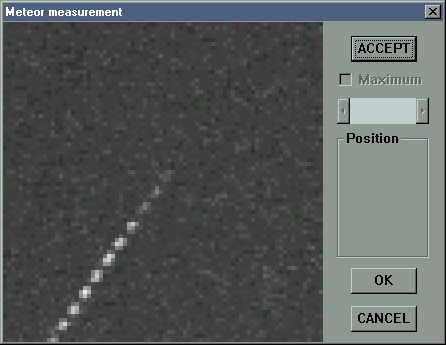 Meteor measurement
ACCEPT
Maximum
Position
OK
CANCEL